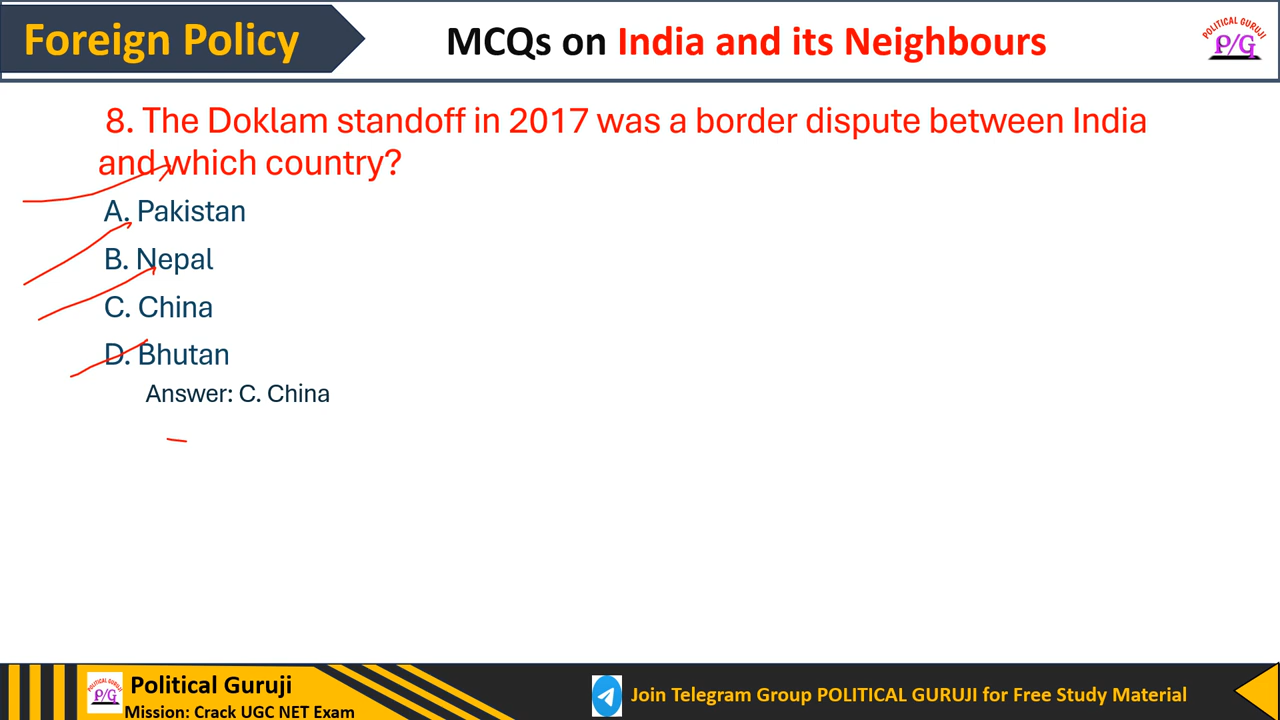 Foreign Policy
MCQs on India and its Neighbours
POLITICAL GURUJI
P/G
8. The Doklam standoff in 2017 was a border dispute between India
and which country?
A. Pakistan
B. Nepal
C. China
D. Bhutan
Answer: C. China
POLITICAL GURUJI
P/G
Political Guruji
Mission: Crack UGC NET Exam
Join Telegram Group POLITICAL GURUJI for Free Study Material